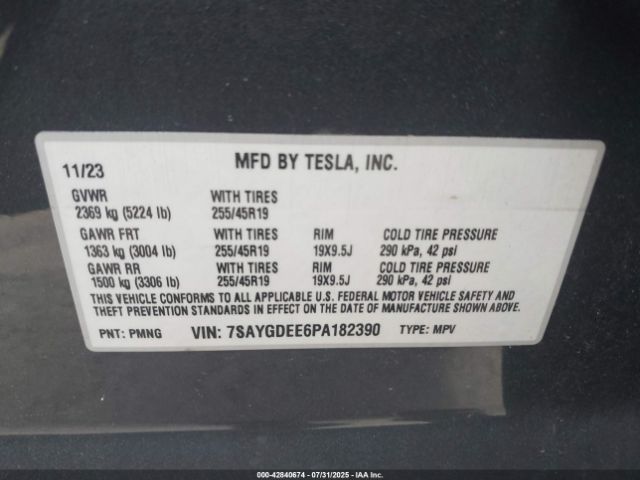 11/23 MFD BY TESLA, INC.
GVWR WITH TIRES
2369 kg (5224 lb) 255/45R19
GAWR FRT WITH TIRES RIM COLD TIRE PRESSURE
1363 kg (3004 lb) 255/45R19 19X9.5J 290 kPa, 42 psi
GAWR RR WITH TIRES RIM COLD TIRE PRESSURE
1500 kg (3306 lb) 255/45R19 19X9.5J 290 kPa, 42 psi
THIS VEHICLE CONFORMS TO ALL APPLICABLE U.S. FEDERAL MOTOR VEHICLE SAFETY AND
THEFT PREVENTION STANDARDS IN EFFECT ON THE DATE OF MANUFACTURE SHOWN ABOVE.
PNT: PMNG VIN: 7SAYGDEE6PA182390 TYPE: MPV
000-42840674 - 07/31/2025 - IAA Inc.